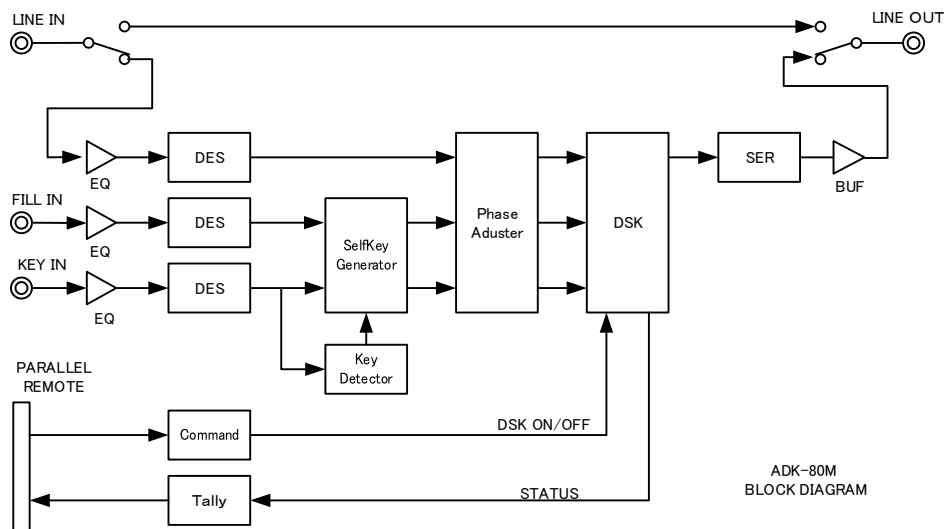 LINE IN
LINE OUT
EQ
DES
SER
BUF
FILL IN
EQ
DES
SelfKey
Generator
Phase
Aduster
DSK
KEY IN
EQ
DES
Key
Detector
PARALLEL
REMOTE
Command
DSK ON/OFF
Tally
STATUS
ADK-80M
BLOCK DIAGRAM